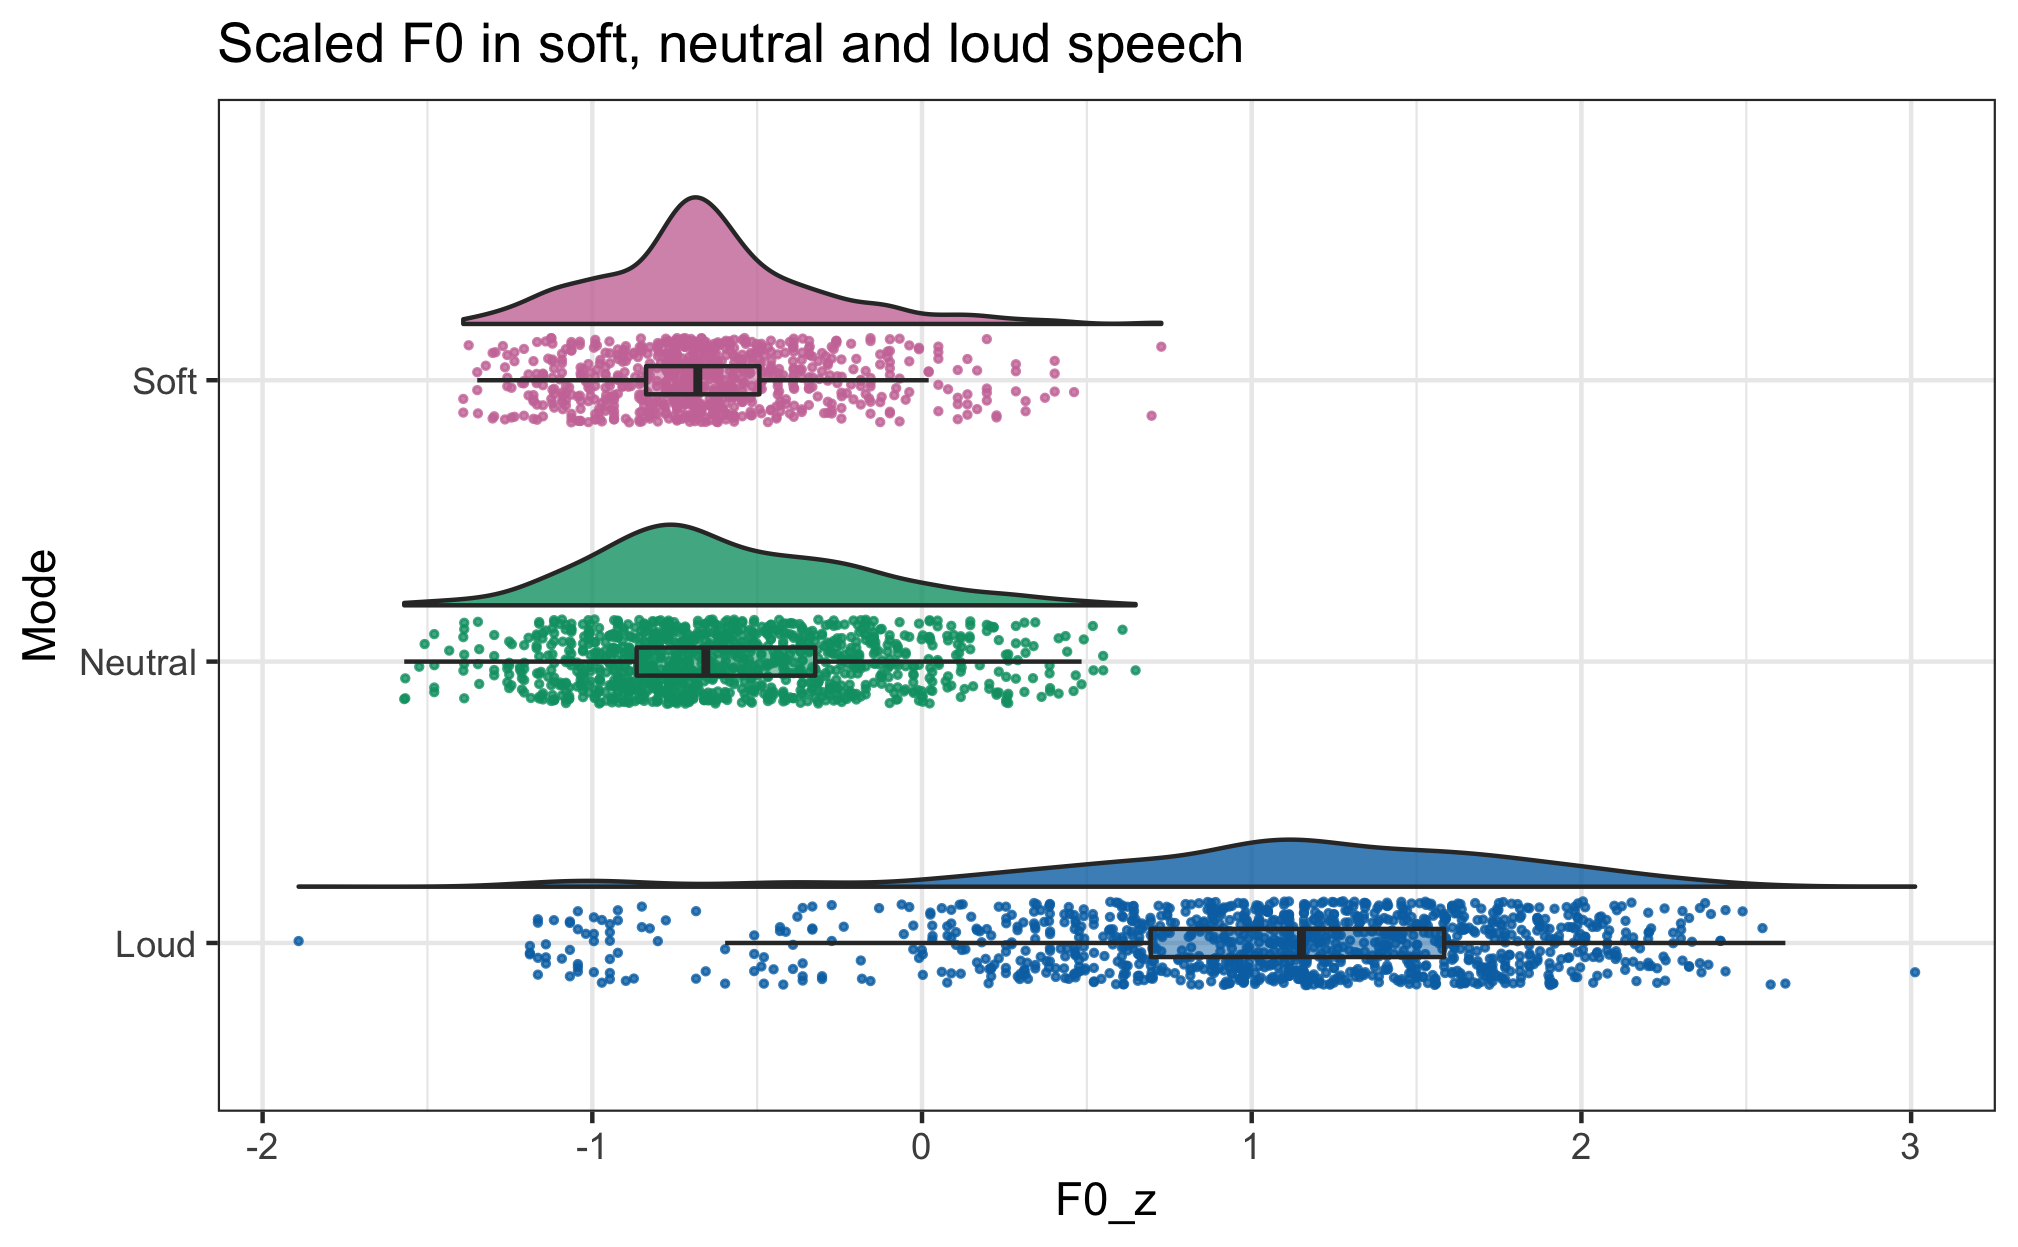 Scaled F0 in soft, neutral and loud speech
Mode
Soft
Neutral
Loud
-2 -1 0 1 2 3
F0_z